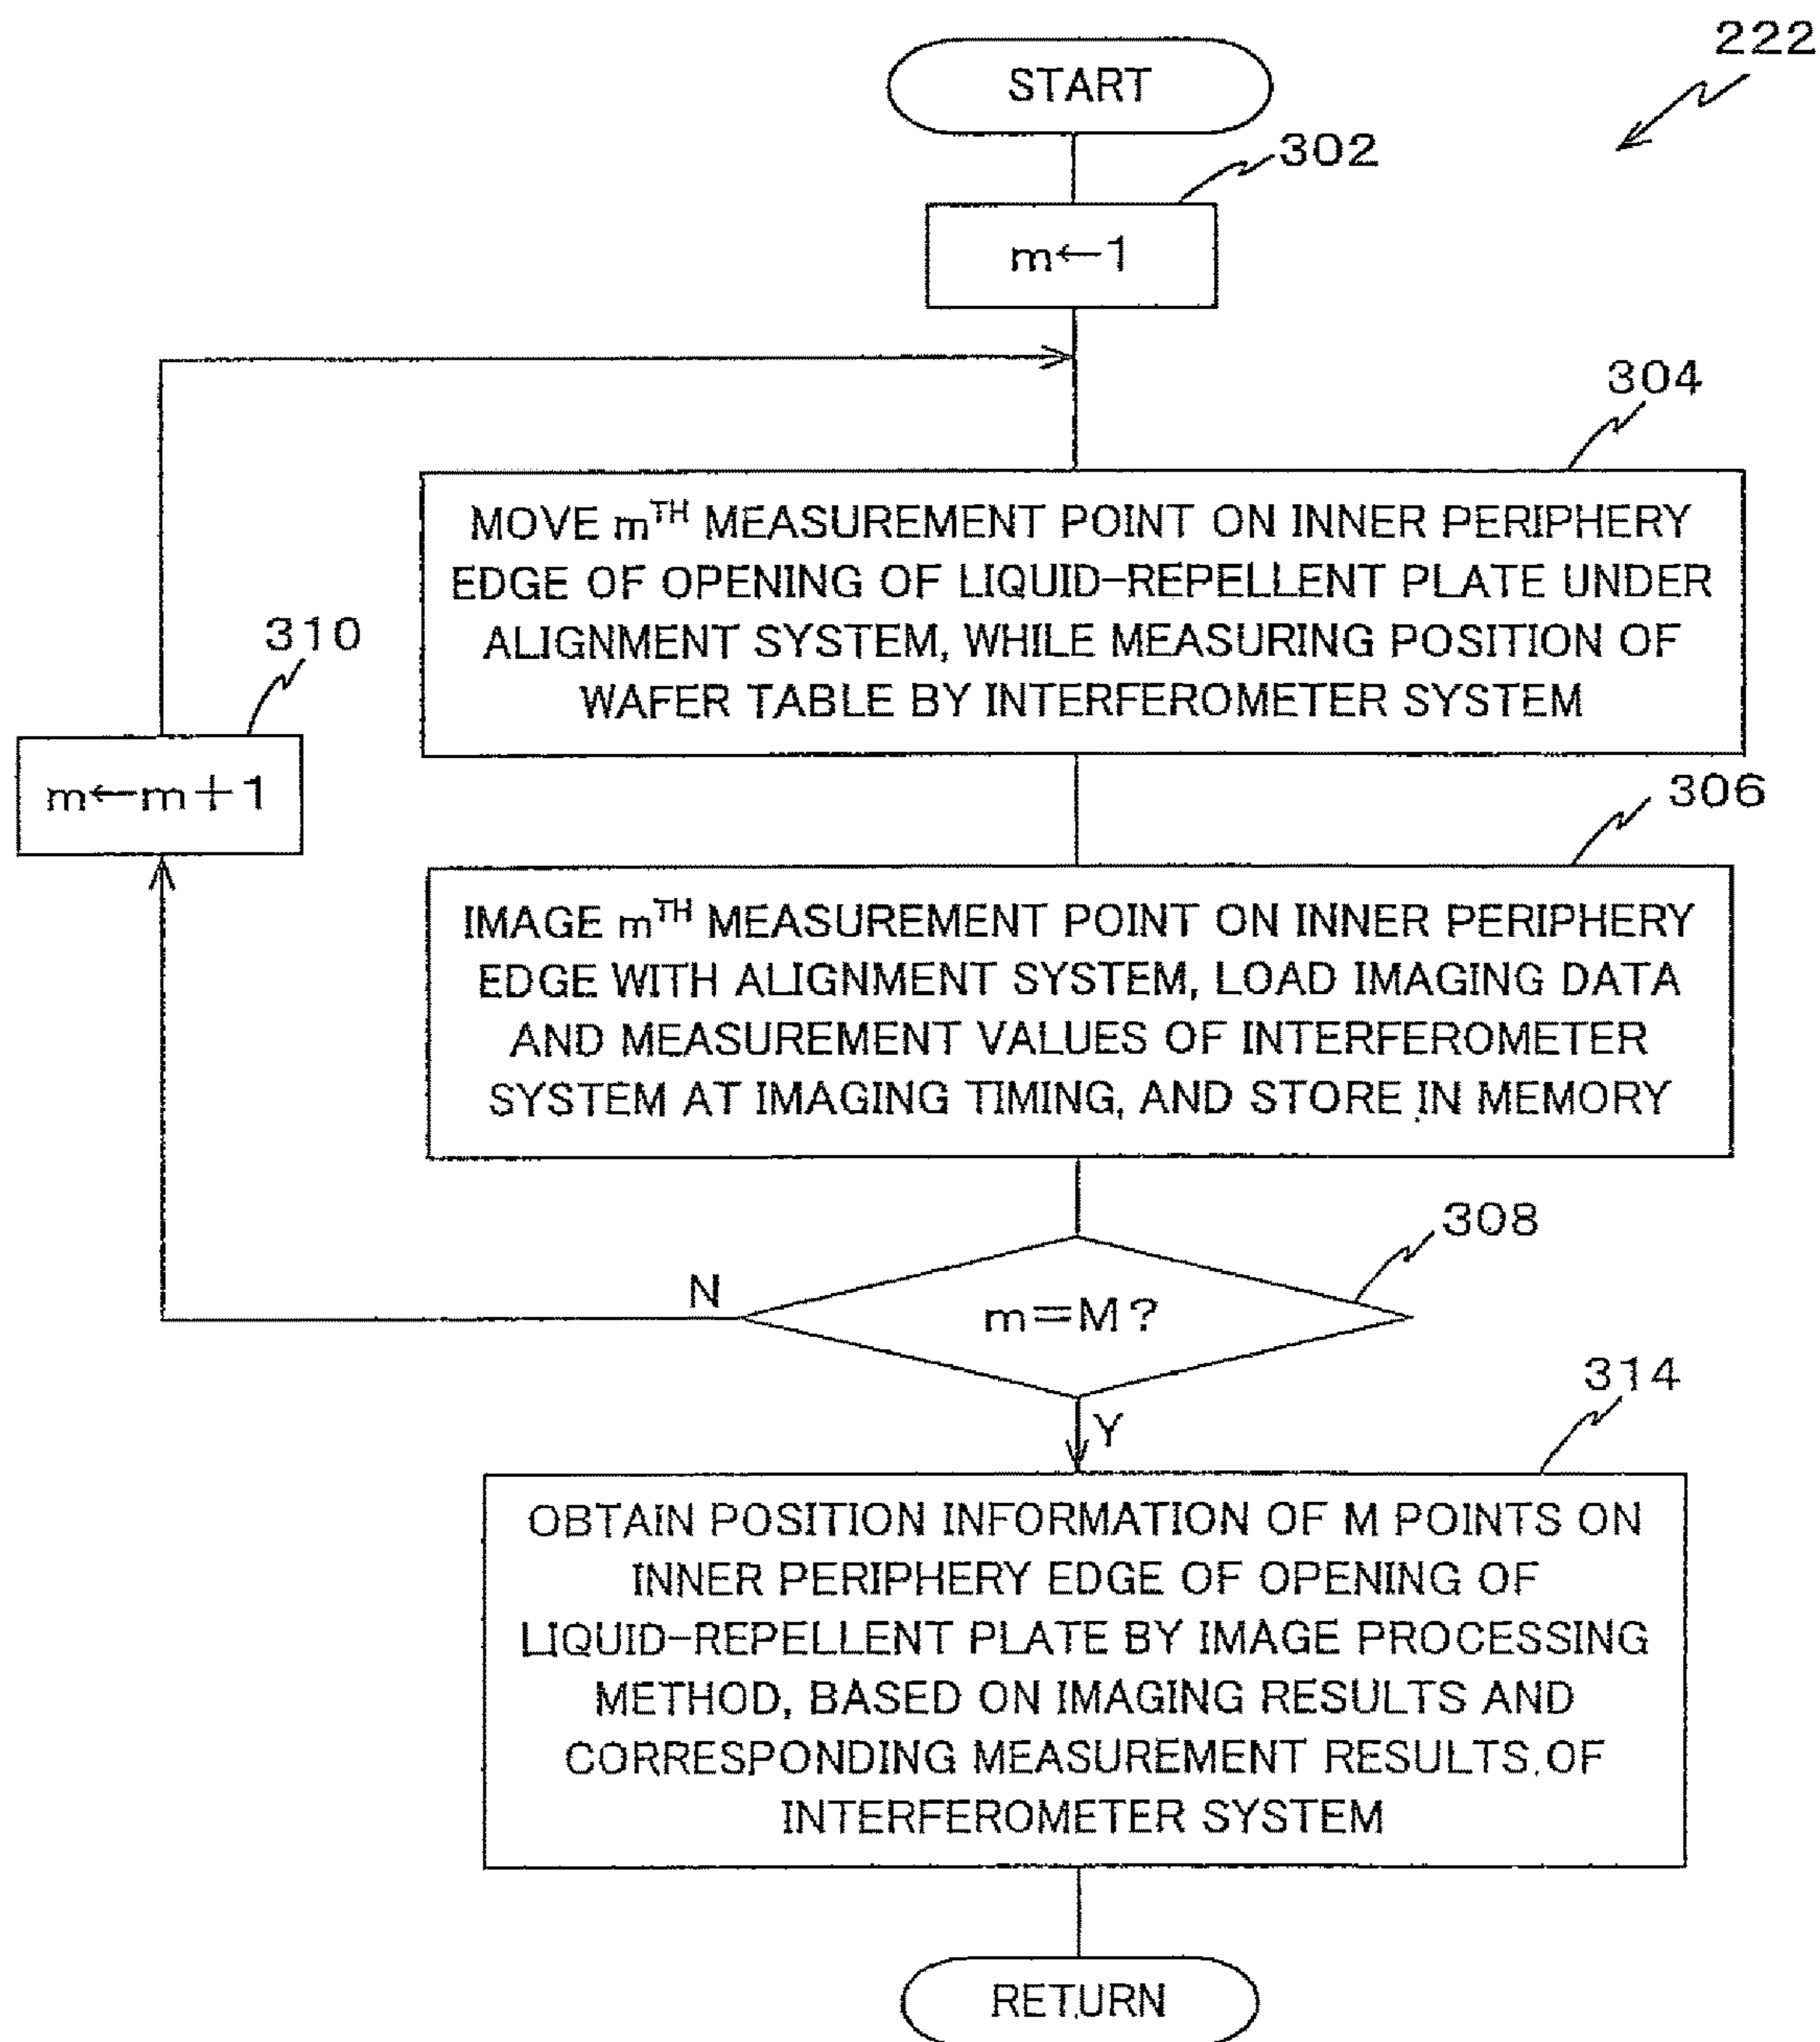 222
START
302
m←1
304
MOVE mTH MEASUREMENT POINT ON INNER PERIPHERY
EDGE OF OPENING OF LIQUID-REPELLENT PLATE UNDER
ALIGNMENT SYSTEM, WHILE MEASURING POSITION OF
WAFER TABLE BY INTERFEROMETER SYSTEM
310
m←m+1
306
IMAGE mTH MEASUREMENT POINT ON INNER PERIPHERY
EDGE WITH ALIGNMENT SYSTEM, LOAD IMAGING DATA
AND MEASUREMENT VALUES OF INTERFEROMETER
SYSTEM AT IMAGING TIMING, AND STORE IN MEMORY
308
N
m=M?
Y
314
OBTAIN POSITION INFORMATION OF M POINTS ON
INNER PERIPHERY EDGE OF OPENING OF
LIQUID-REPELLENT PLATE BY IMAGE PROCESSING
METHOD, BASED ON IMAGING RESULTS AND
CORRESPONDING MEASUREMENT RESULTS OF
INTERFEROMETER SYSTEM
RETURN